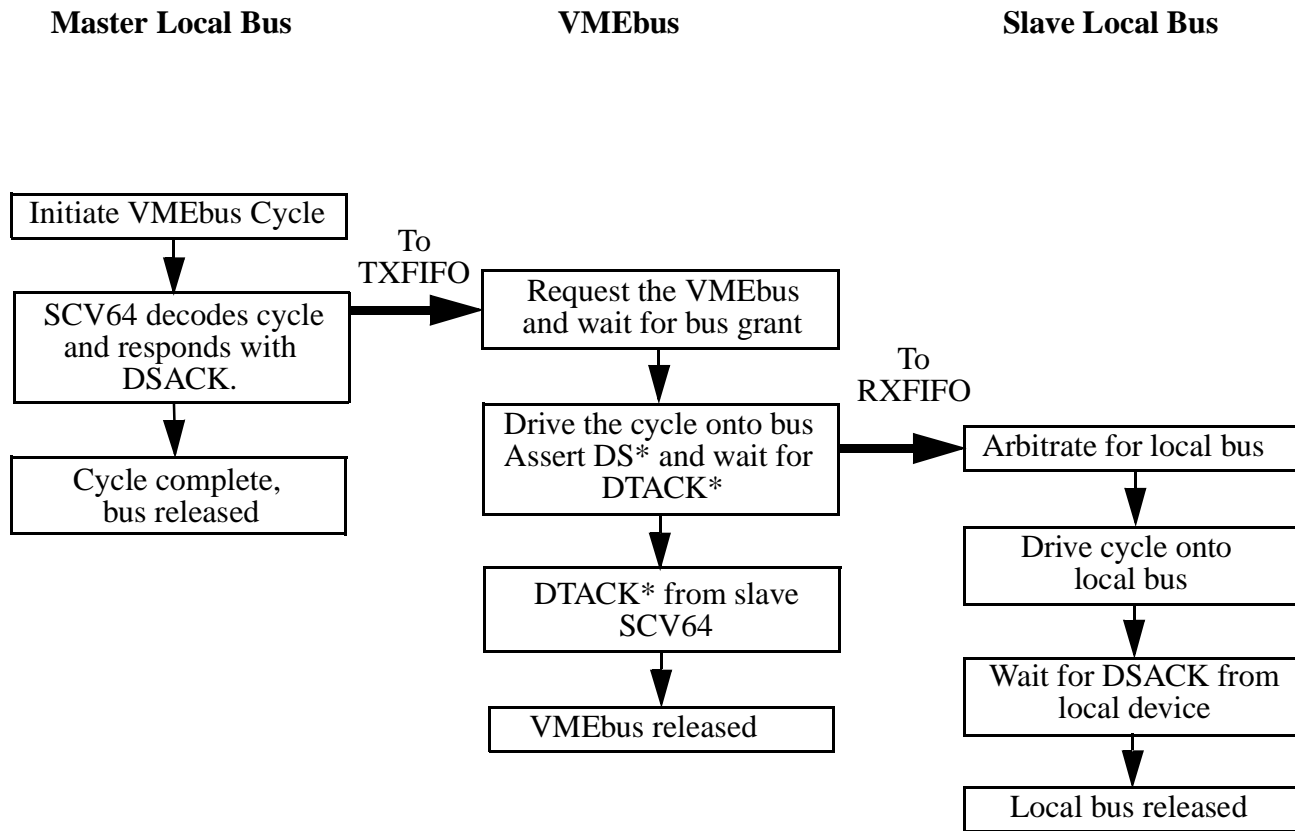 Master Local Bus
VMEbus
Slave Local Bus
Initiate VMEbus Cycle
SCV64 decodes cycle
and responds with
DSACK.
Cycle complete,
bus released
To
TXFIFO
Request the VMEbus
and wait for bus grant
Drive the cycle onto bus
Assert DS* and wait for
DTACK*
DTACK* from slave
SCV64
VMEbus released
To
RXFIFO
Arbitrate for local bus
Drive cycle onto
local bus
Wait for DSACK from
local device
Local bus released